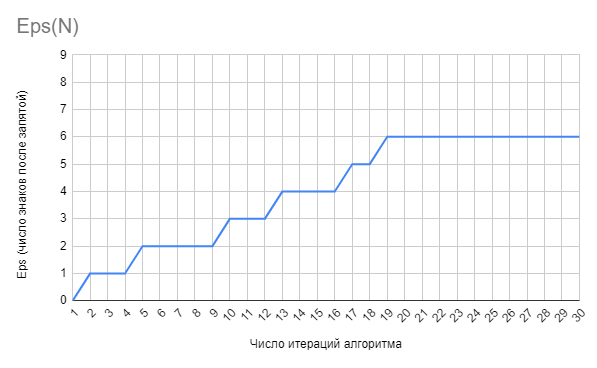 Eps(N)
Eps (число знаков после запятой)
9
8
7
6
5
4
3
2
1
0
1 2 3 4 5 6 7 8 9 10 11 12 13 14 15 16 17 18 19 20 21 22 23 24 25 26 27 28 29 30
Число итераций алгоритма